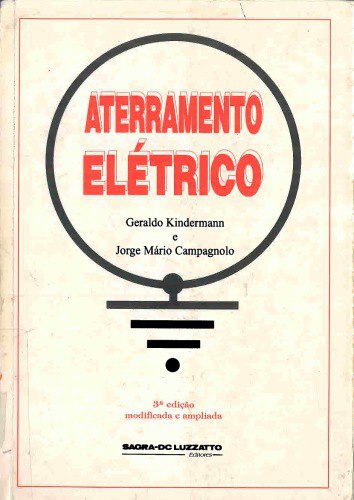 ATERRAMENTO
ELÉTRICO
Geraldo Kindermann
e
Jorge Mário Campagnolo
3ª edição
modificada e ampliada
SAGRA-DC LUZZATTO
Editores